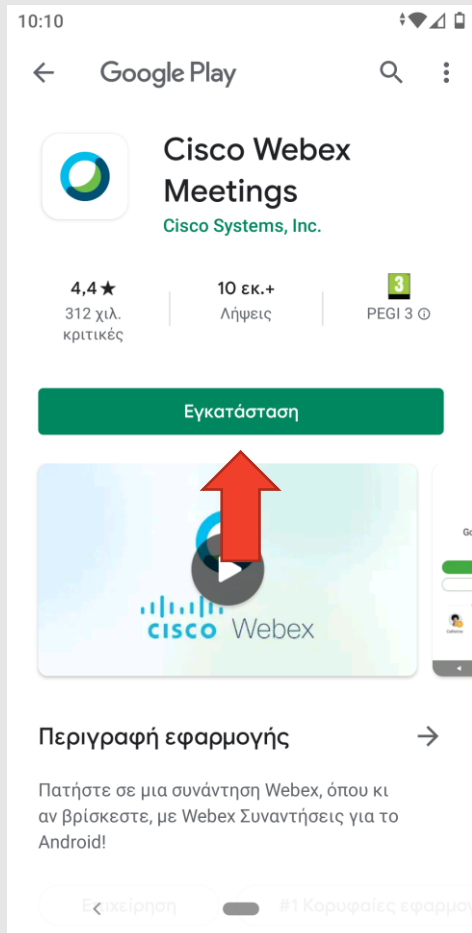 10:10
Google Play
Cisco Webex
Meetings
Cisco Systems, Inc.
4,4★
312 χιλ.
κριτικές
10 εκ.+
Λήψεις
3
PEGI 3
Εγκατάσταση
CISCO Webex
Περιγραφή εφαρμογής
Πατήστε σε μια συνάντηση Webex, όπου κι
αν βρίσκεστε, με Webex Συναντήσεις για το
Android!
Επιχείρηση
#1 Κορυφαίες εφαρμογ